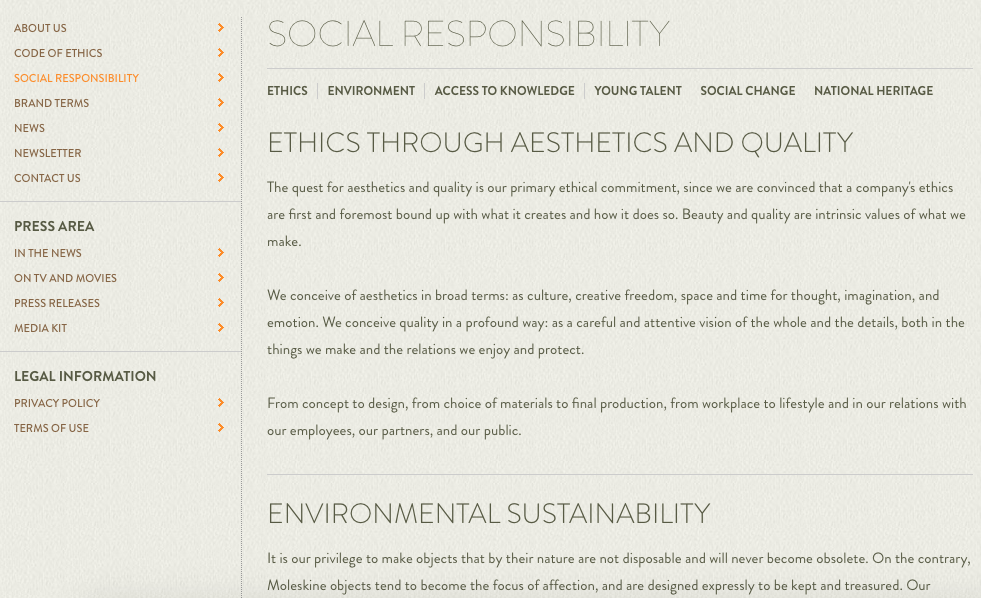 ABOUT US
CODE OF ETHICS
SOCIAL RESPONSIBILITY
BRAND TERMS
NEWS
NEWSLETTER
CONTACT US
PRESS AREA
IN THE NEWS
ON TV AND MOVIES
PRESS RELEASES
MEDIA KIT
LEGAL INFORMATION
PRIVACY POLICY
TERMS OF USE
SOCIAL RESPONSIBILITY
ETHICS ENVIRONMENT ACCESS TO KNOWLEDGE YOUNG TALENT SOCIAL CHANGE NATIONAL HERITAGE
ETHICS THROUGH AESTHETICS AND QUALITY
The quest for aesthetics and quality is our primary ethical commitment, since we are convinced that a company's ethics
are first and foremost bound up with what it creates and how it does so. Beauty and quality are intrinsic values of what we
make.
We conceive of aesthetics in broad terms: as culture, creative freedom, space and time for thought, imagination, and
emotion. We conceive quality in a profound way: as a careful and attentive vision of the whole and the details, both in the
things we make and the relations we enjoy and protect.
From concept to design, from choice of materials to final production, from workplace to lifestyle and in our relations with
our employees, our partners, and our public.
ENVIRONMENTAL SUSTAINABILITY
It is our privilege to make objects that by their nature are not disposable and will never become obsolete. On the contrary,
Moleskine objects tend to become the focus of affection, and are designed expressly to be kept and treasured. Our